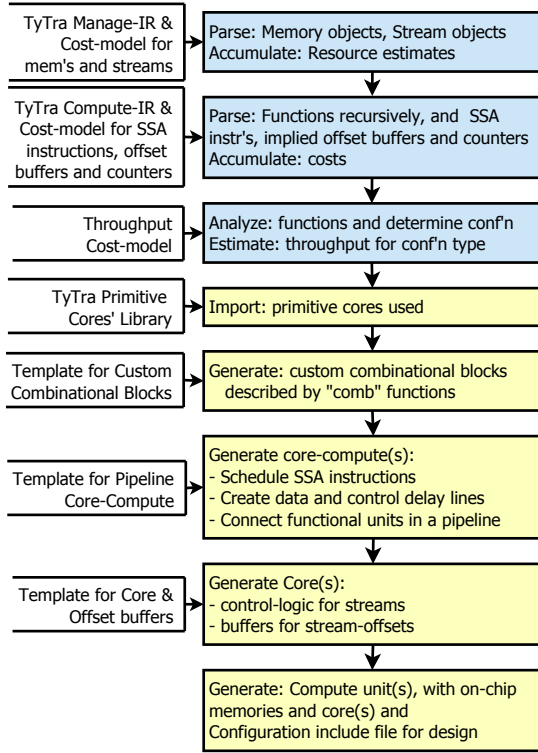 TyTra Manage-IR &
Cost-model for
mem's and streams
Parse: Memory objects, Stream objects
Accumulate: Resource estimates
TyTra Compute-IR &
Cost-model for SSA
instructions, offset
buffers and counters
Parse: Functions recursively, and SSA
instr's, implied offset buffers and counters
Accumulate: costs
Throughput
Cost-model
Analyze: functions and determine conf'n
Estimate: throughput for conf'n type
TyTra Primitive
Cores' Library
Import: primitive cores used
Template for Custom
Combinational Blocks
Generate: custom combinational blocks
described by "comb" functions
Template for Pipeline
Core-Compute
Generate core-compute(s):
- Schedule SSA instructions
- Create data and control delay lines
- Connect functional units in a pipeline
Template for Core &
Offset buffers
Generate Core(s):
- control-logic for streams
- buffers for stream-offsets
Generate: Compute unit(s), with on-chip
memories and core(s) and
Configuration include file for design